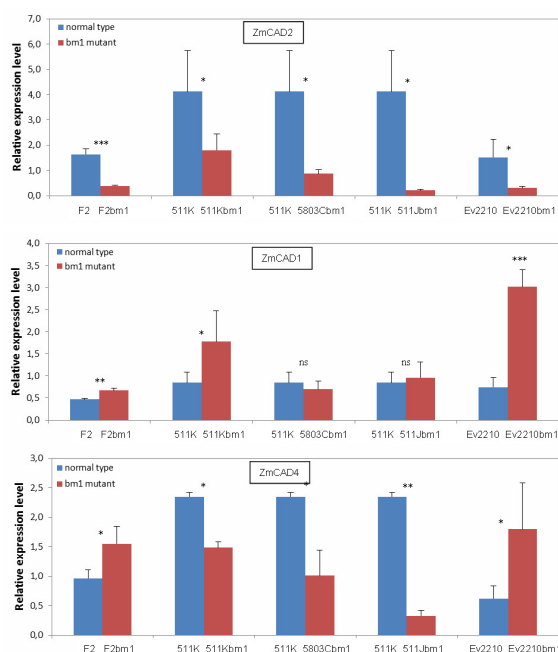 ZmCAD2
normal type
bm1 mutant
Relative expression level
7,0
6,0
5,0
4,0
3,0
2,0
1,0
0,0
***
*
*
*
*
F2 F2bm1
511K 511Kbm1
511K 5803Cbm1
511K 511Jbm1
Ev2210 Ev2210bm1
ZmCAD1
normal type
bm1 mutant
Relative expression level
4,0
3,5
3,0
2,5
2,0
1,5
1,0
0,5
0,0
**
*
ns
ns
***
F2 F2bm1
511K 511Kbm1
511K 5803Cbm1
511K 511Jbm1
Ev2210 Ev2210bm1
ZmCAD4
normal type
bm1 mutant
Relative expression level
3,0
2,5
2,0
1,5
1,0
0,5
0,0
*
*
*
**
*
F2 F2bm1
511K 511Kbm1
511K 5803Cbm1
511K 511Jbm1
Ev2210 Ev2210bm1